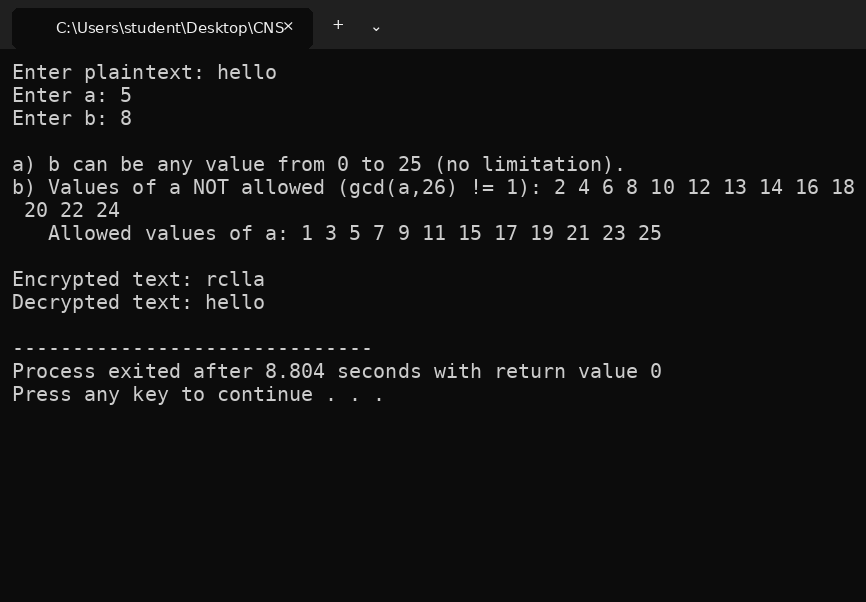 C:\Users\student\Desktop\CNS
Enter plaintext: hello
Enter a: 5
Enter b: 8
a) b can be any value from 0 to 25 (no limitation).
b) Values of a NOT allowed (gcd(a,26) != 1): 2 4 6 8 10 12 13 14 16 18
20 22 24
Allowed values of a: 1 3 5 7 9 11 15 17 19 21 23 25
Encrypted text: rclla
Decrypted text: hello
------------------------------
Process exited after 8.804 seconds with return value 0
Press any key to continue . . .